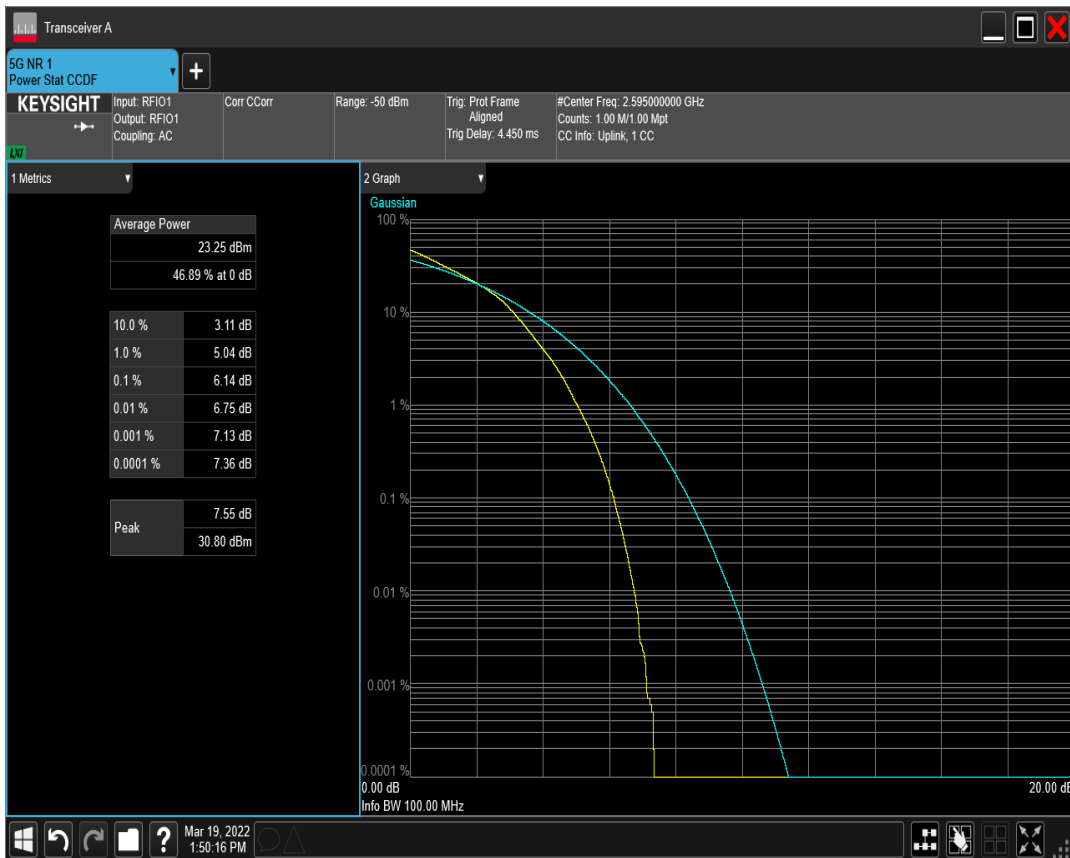 Transceiver A
5G NR 1
Power Stat CCDF
+
KEYSIGHT
LXI
Input: RFIO1
Output: RFIO1
Coupling: AC
Corr CCorr
Range: -50 dBm
Trig: Prot Frame
Aligned
Trig Delay: 4.450 ms
#Center Freq: 2.595000000 GHz
Counts: 1.00 M/1.00 Mpt
CC Info: Uplink, 1 CC
1 Metrics
Average Power
23.25 dBm
46.89 % at 0 dB
10.0 % 3.11 dB
1.0 % 5.04 dB
0.1 % 6.14 dB
0.01 % 6.75 dB
0.001 % 7.13 dB
0.0001 % 7.36 dB
Peak
7.55 dB
30.80 dBm
2 Graph
Gaussian
100 %
10 %
1 %
0.1 %
0.01 %
0.001 %
0.0001 %
0.00 dB 20.00 dB
Info BW 100.00 MHz
?
Mar 19, 2022
1:50:16 PM